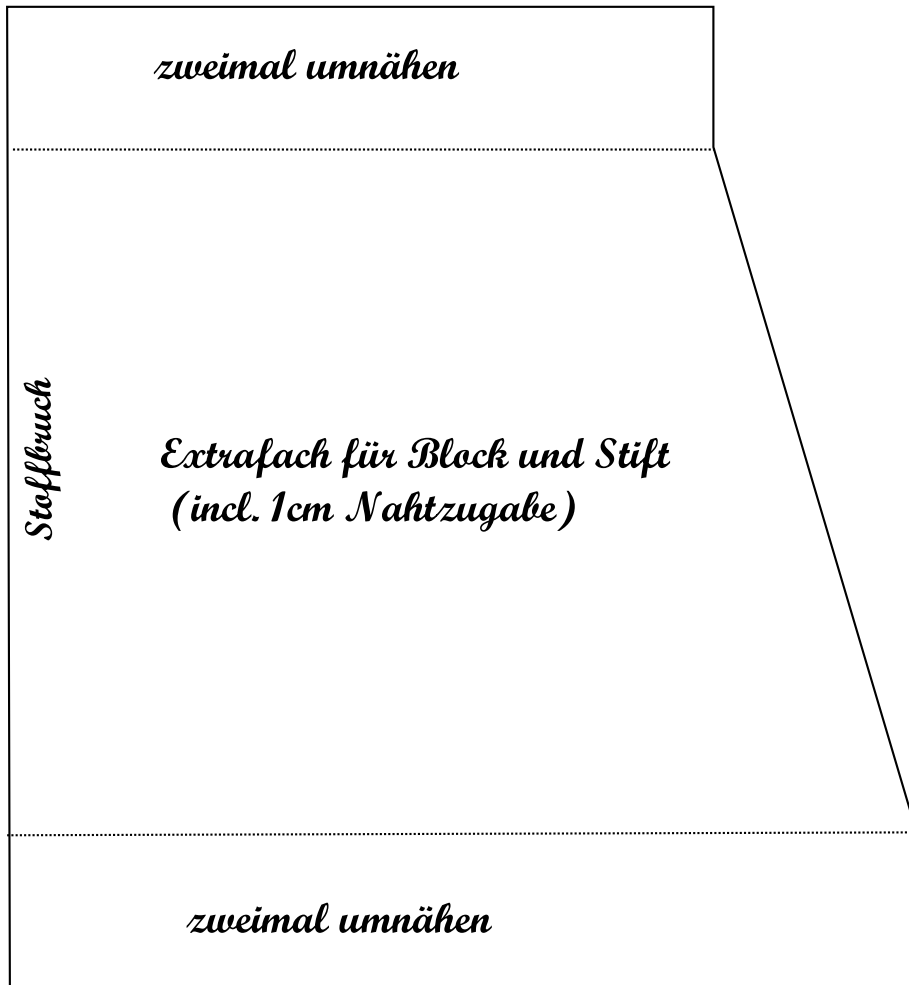 zweimal umnähen
Stoffbruch
Extrafach für Block und Stift
(incl. 1cm Nahtzugabe)
zweimal umnähen